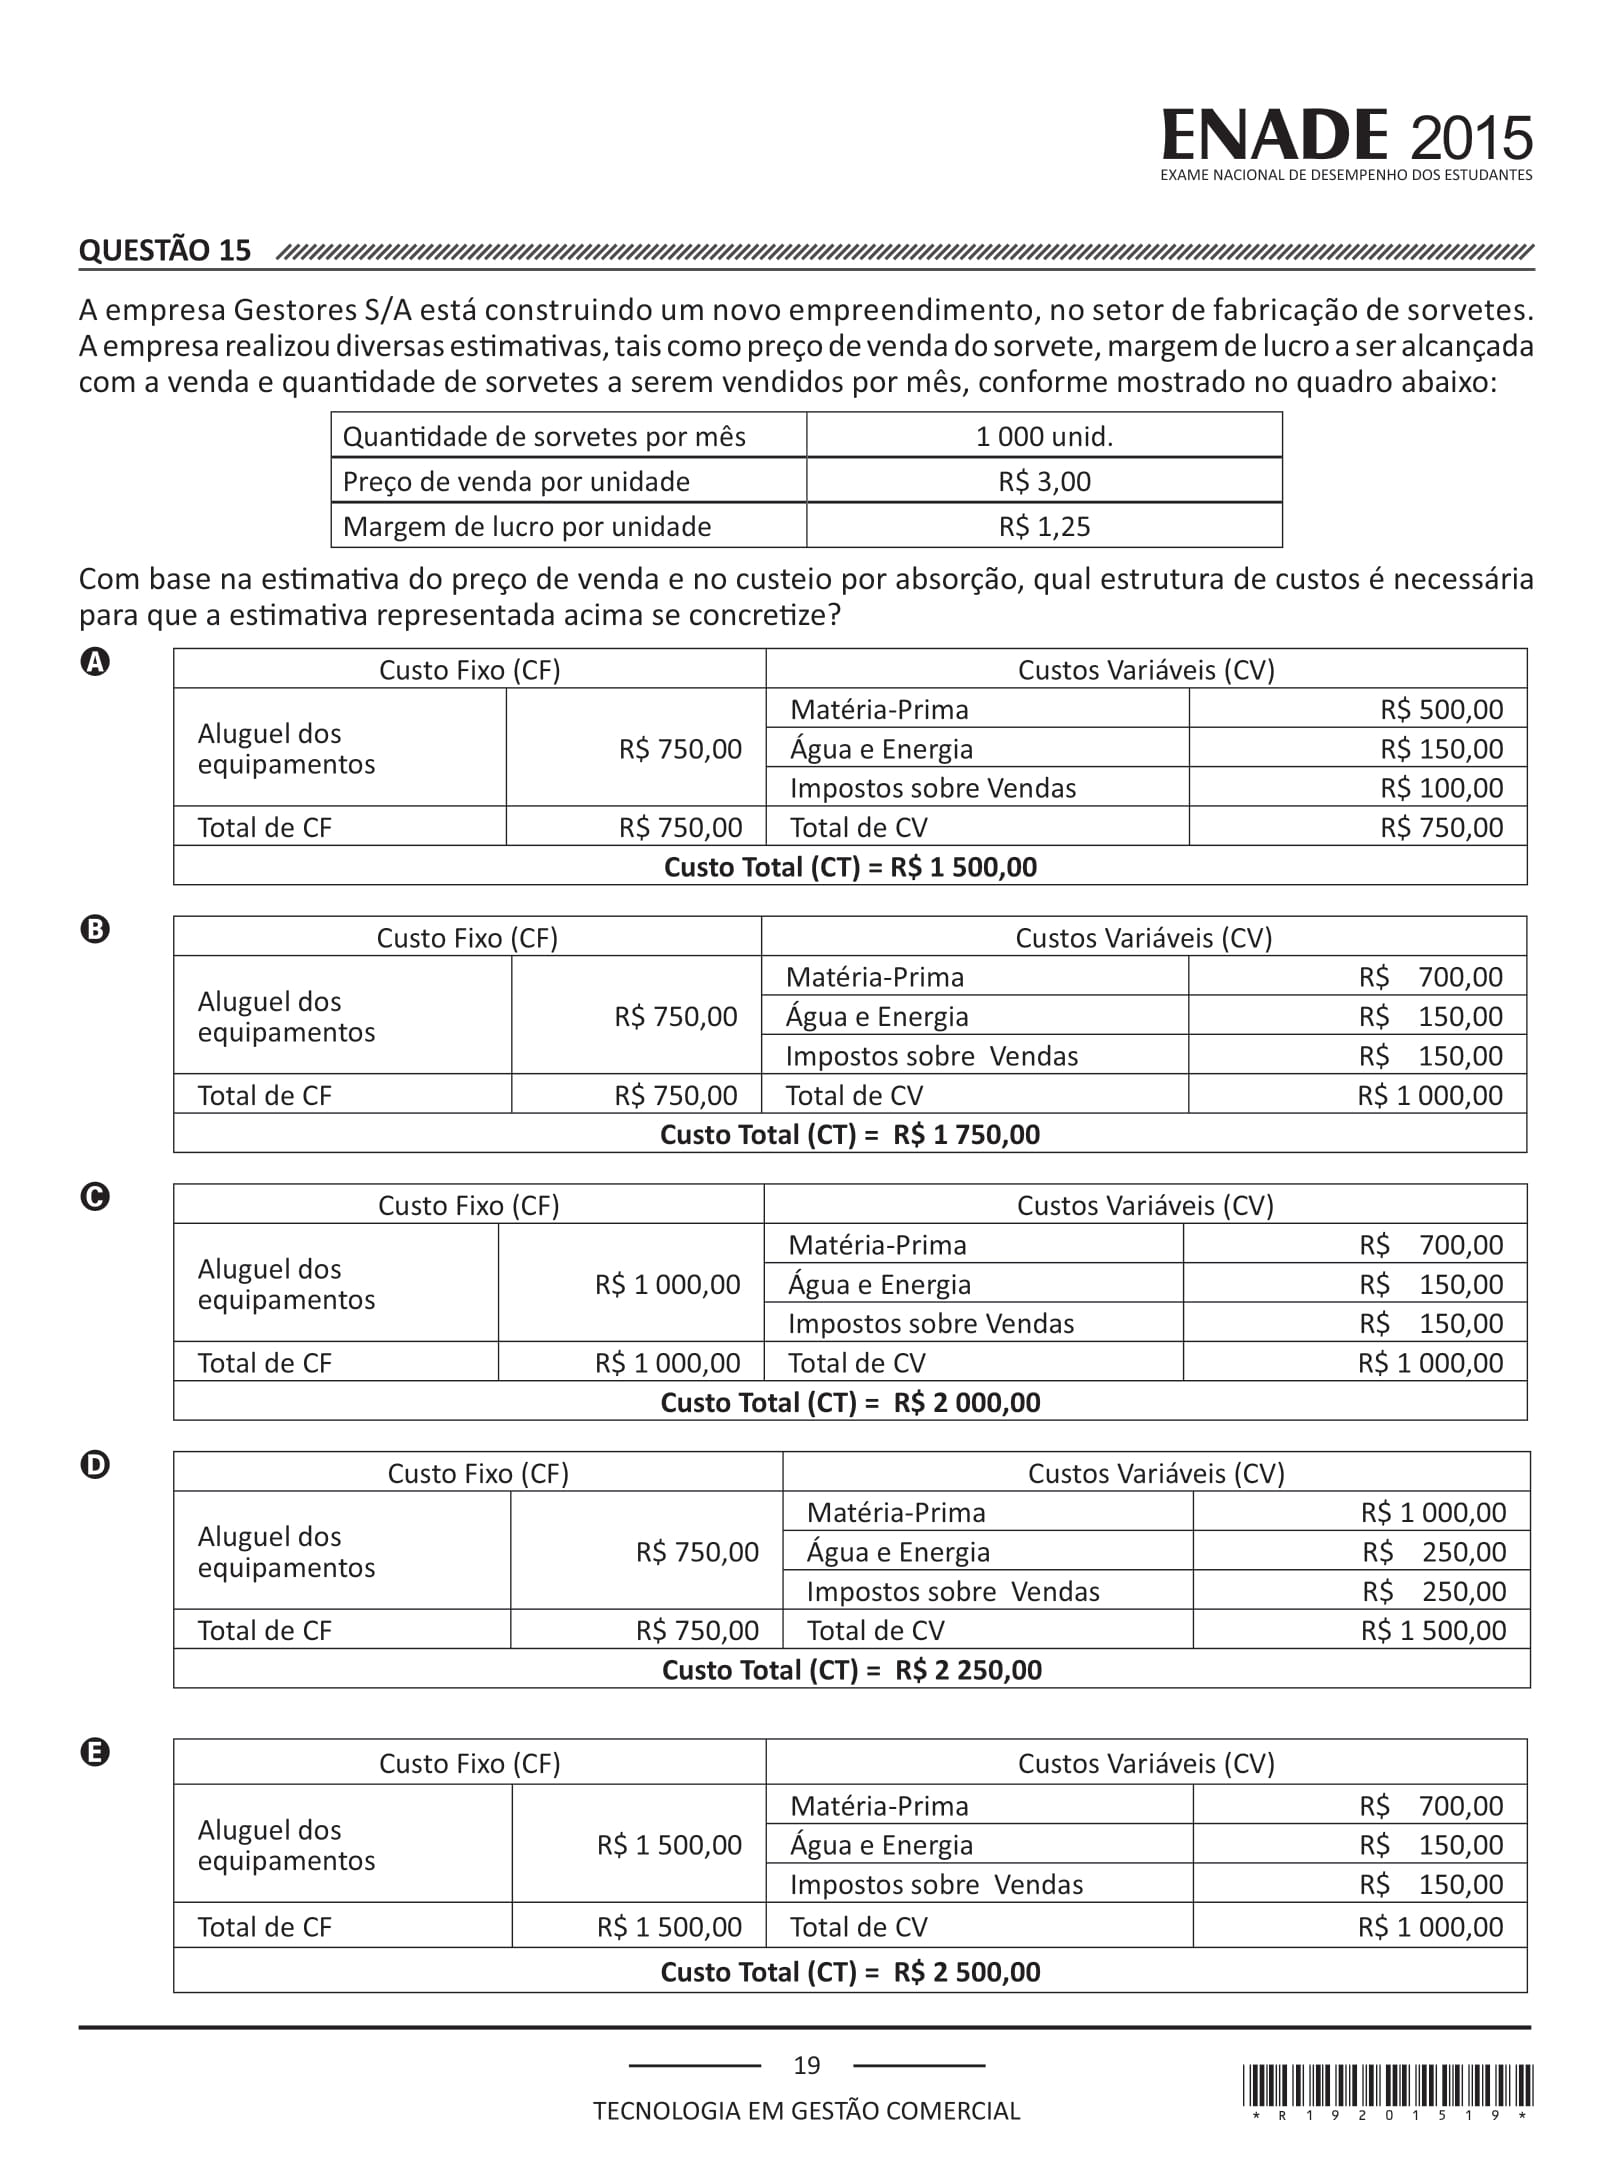 ENADE 2015
EXAME NACIONAL DE DESEMPENHO DOS ESTUDANTES
QUESTÃO 15
A empresa Gestores S/A está construindo um novo empreendimento, no setor de fabricação de sorvetes.
A empresa realizou diversas estimativas, tais como preço de venda do sorvete, margem de lucro a ser alcançada
com a venda e quantidade de sorvetes a serem vendidos por mês, conforme mostrado no quadro abaixo:
Quantidade de sorvetes por mês 1 000 unid.
Preço de venda por unidade R$ 3,00
Margem de lucro por unidade R$ 1,25
Com base na estimativa do preço de venda e no custeio por absorção, qual estrutura de custos é necessária
para que a estimativa representada acima se concretize?
A
Custo Fixo (CF) Custos Variáveis (CV)
Aluguel dos
equipamentos
R$ 750,00
Matéria-Prima R$ 500,00
Água e Energia R$ 150,00
Impostos sobre Vendas R$ 100,00
Total de CF R$ 750,00 Total de CV R$ 750,00
Custo Total (CT) = R$ 1 500,00
B
Custo Fixo (CF) Custos Variáveis (CV)
Aluguel dos
equipamentos
R$ 750,00
Matéria-Prima R$ 700,00
Água e Energia R$ 150,00
Impostos sobre Vendas R$ 150,00
Total de CF R$ 750,00 Total de CV R$ 1 000,00
Custo Total (CT) = R$ 1 750,00
C
Custo Fixo (CF) Custos Variáveis (CV)
Aluguel dos
equipamentos
R$ 1 000,00
Matéria-Prima R$ 700,00
Água e Energia R$ 150,00
Impostos sobre Vendas R$ 150,00
Total de CF R$ 1 000,00 Total de CV R$ 1 000,00
Custo Total (CT) = R$ 2 000,00
D
Custo Fixo (CF) Custos Variáveis (CV)
Aluguel dos
equipamentos
R$ 750,00
Matéria-Prima R$ 1 000,00
Água e Energia R$ 250,00
Impostos sobre Vendas R$ 250,00
Total de CF R$ 750,00 Total de CV R$ 1 500,00
Custo Total (CT) = R$ 2 250,00
E
Custo Fixo (CF) Custos Variáveis (CV)
Aluguel dos
equipamentos
R$ 1 500,00
Matéria-Prima R$ 700,00
Água e Energia R$ 150,00
Impostos sobre Vendas R$ 150,00
Total de CF R$ 1 500,00 Total de CV R$ 1 000,00
Custo Total (CT) = R$ 2 500,00
19
TECNOLOGIA EM GESTÃO COMERCIAL
* R 1 9 2 0 1 5 1 9 *